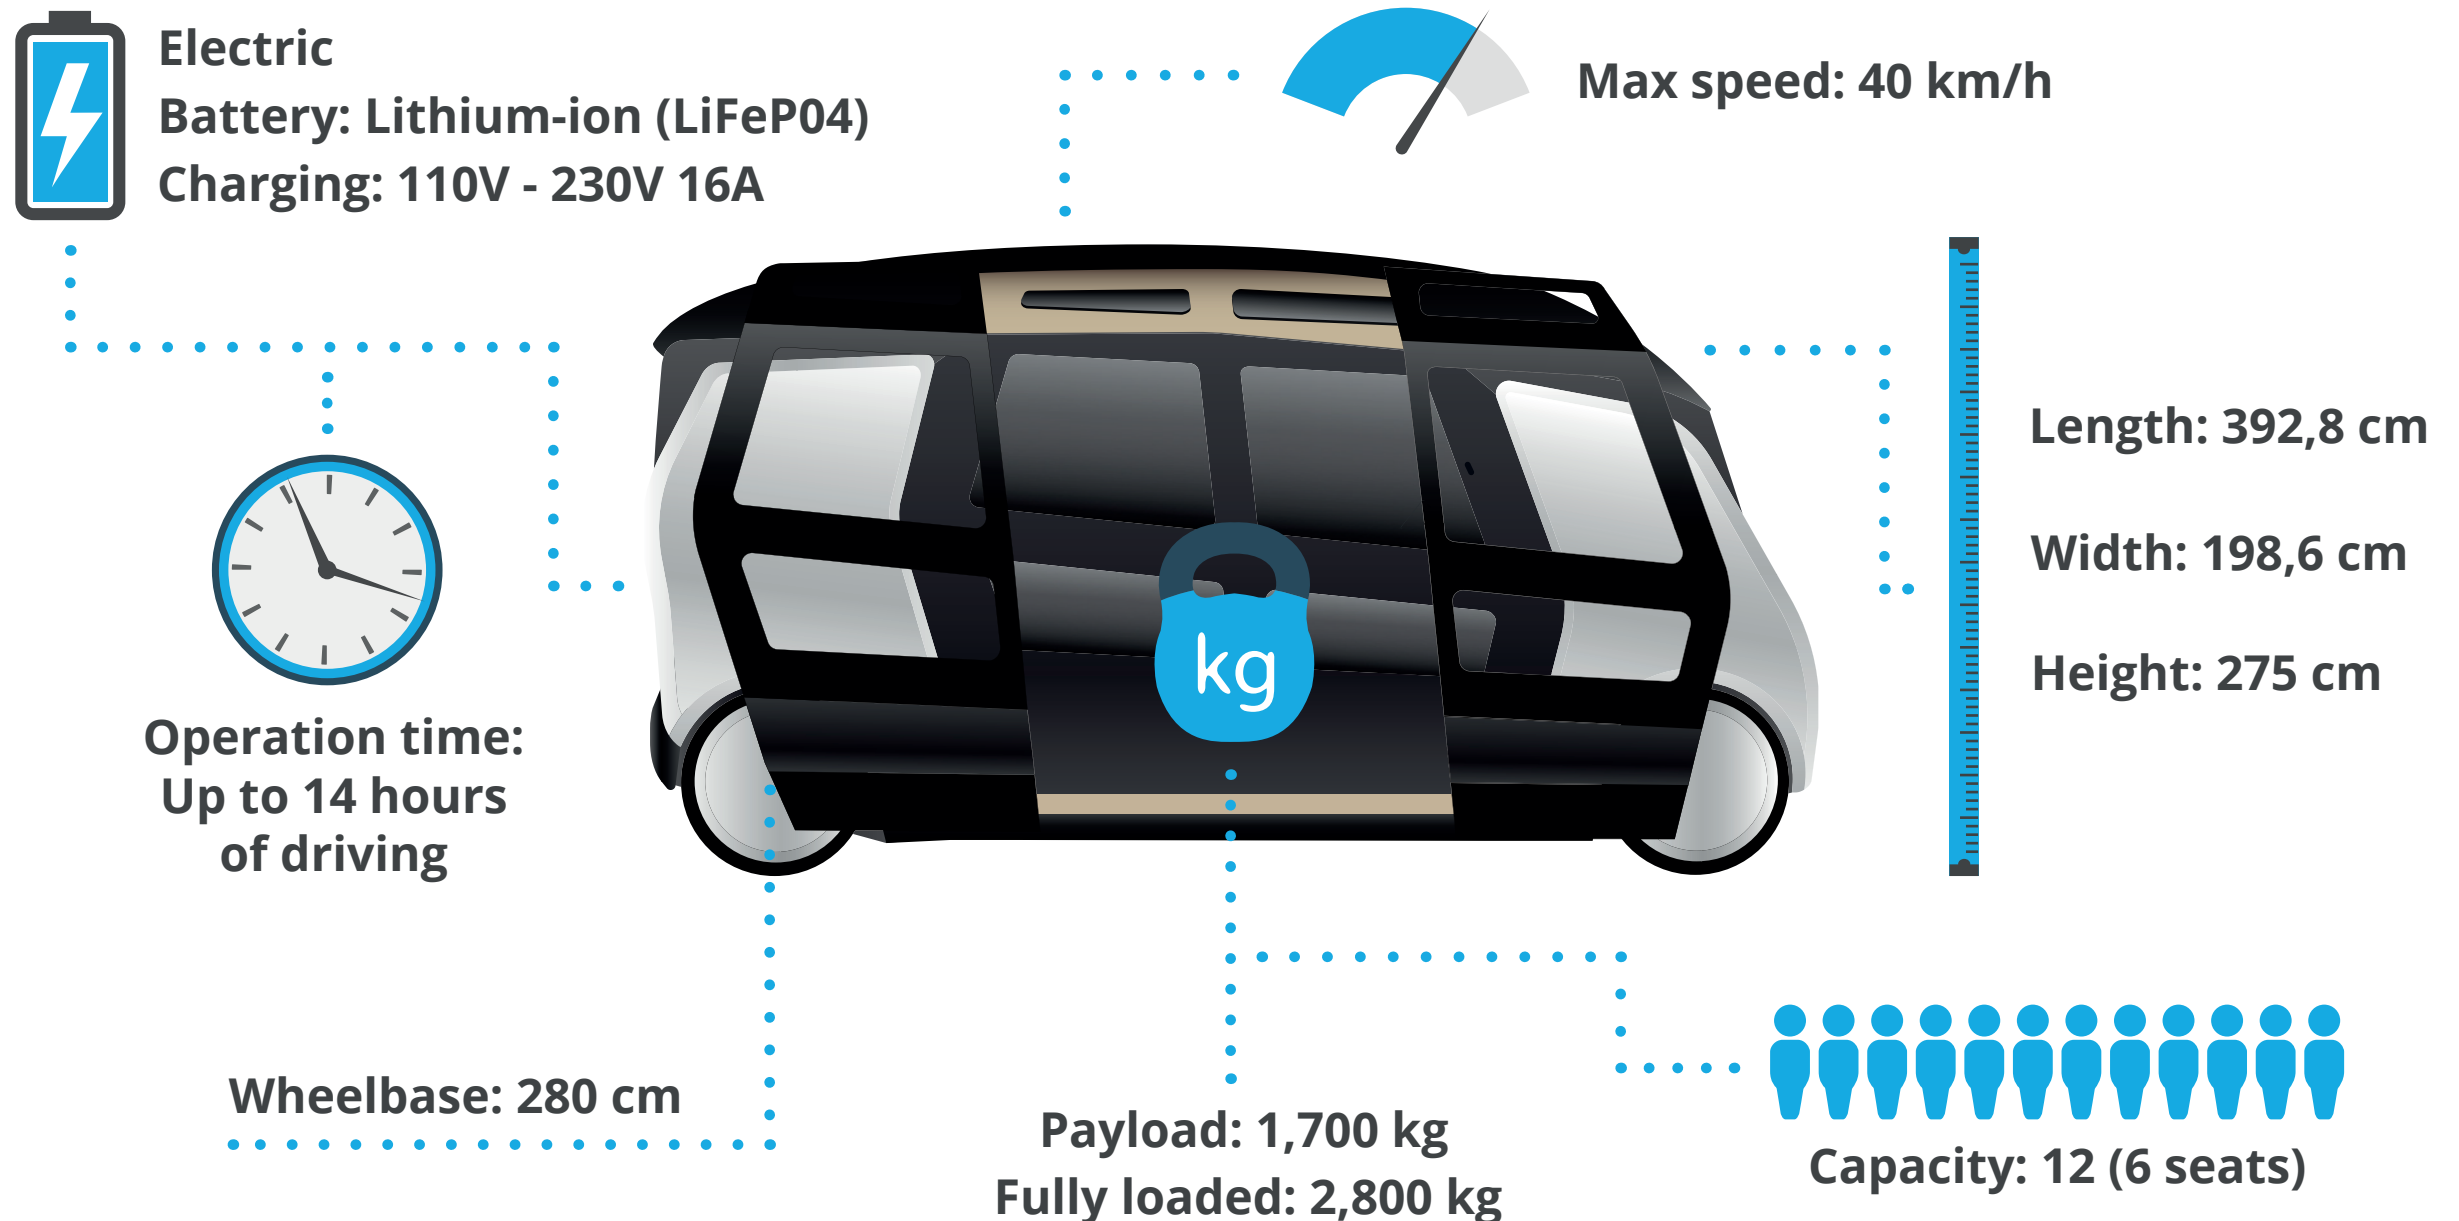 Electric
Battery: Lithium-ion (LiFeP04)
Charging: 110V - 230V 16A
Max speed: 40 km/h
Length: 392,8 cm
Width: 198,6 cm
Height: 275 cm
kg
Operation time:
Up to 14 hours
of driving
Wheelbase: 280 cm
Payload: 1,700 kg
Fully loaded: 2,800 kg
Capacity: 12 (6 seats)